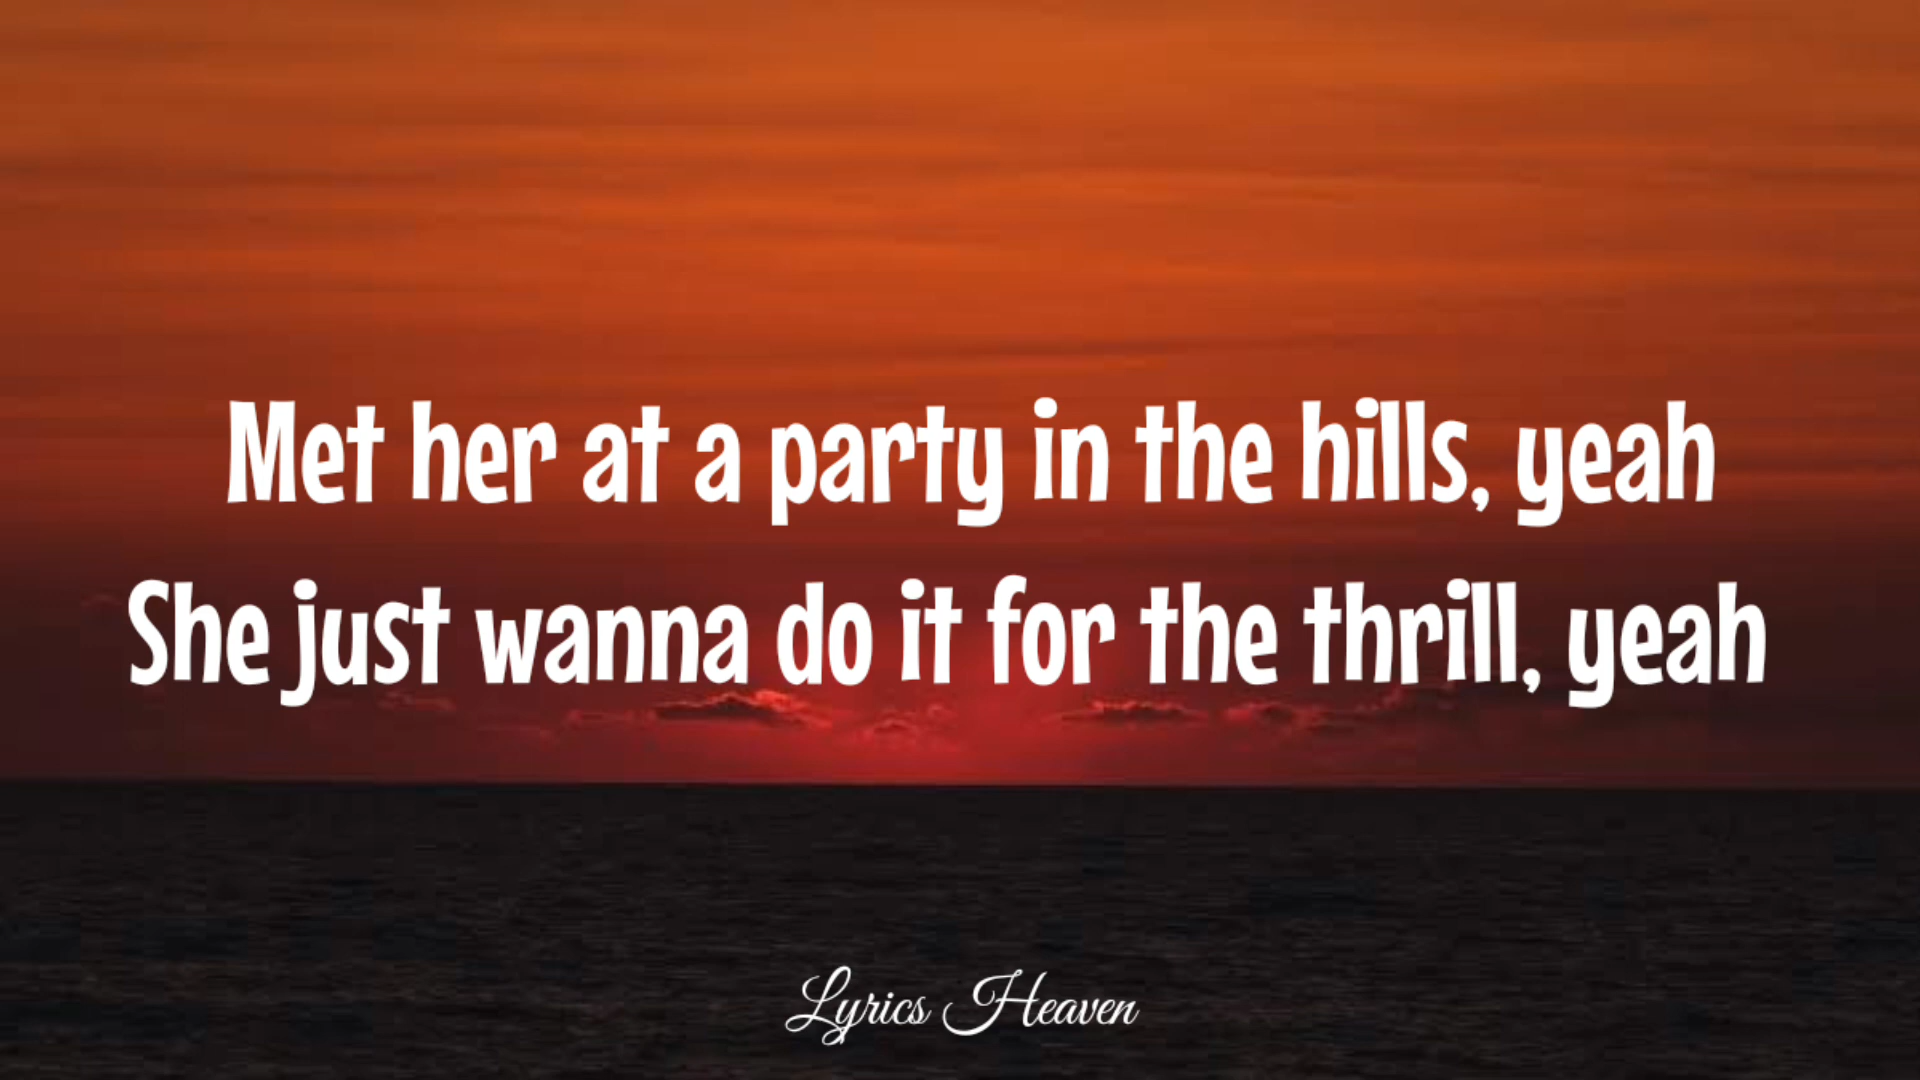 Met her at a party in the hills, yeah
She just wanna do it for the thrill, yeah
Lyrics Heaven